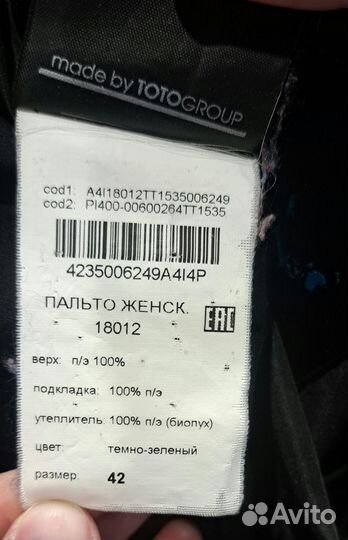 made by TOTOGROUP
cod1: A4I18012TT1535006249
cod2: PI400-00600264TT1535
4235006249A4I4P
ПАЛЬТО ЖЕНСК.
18012
EAC
верх: п/э 100%
подкладка: 100% п/э
утеплитель: 100% п/э (биопух)
цвет: темно-зеленый
размер: 42
Avito